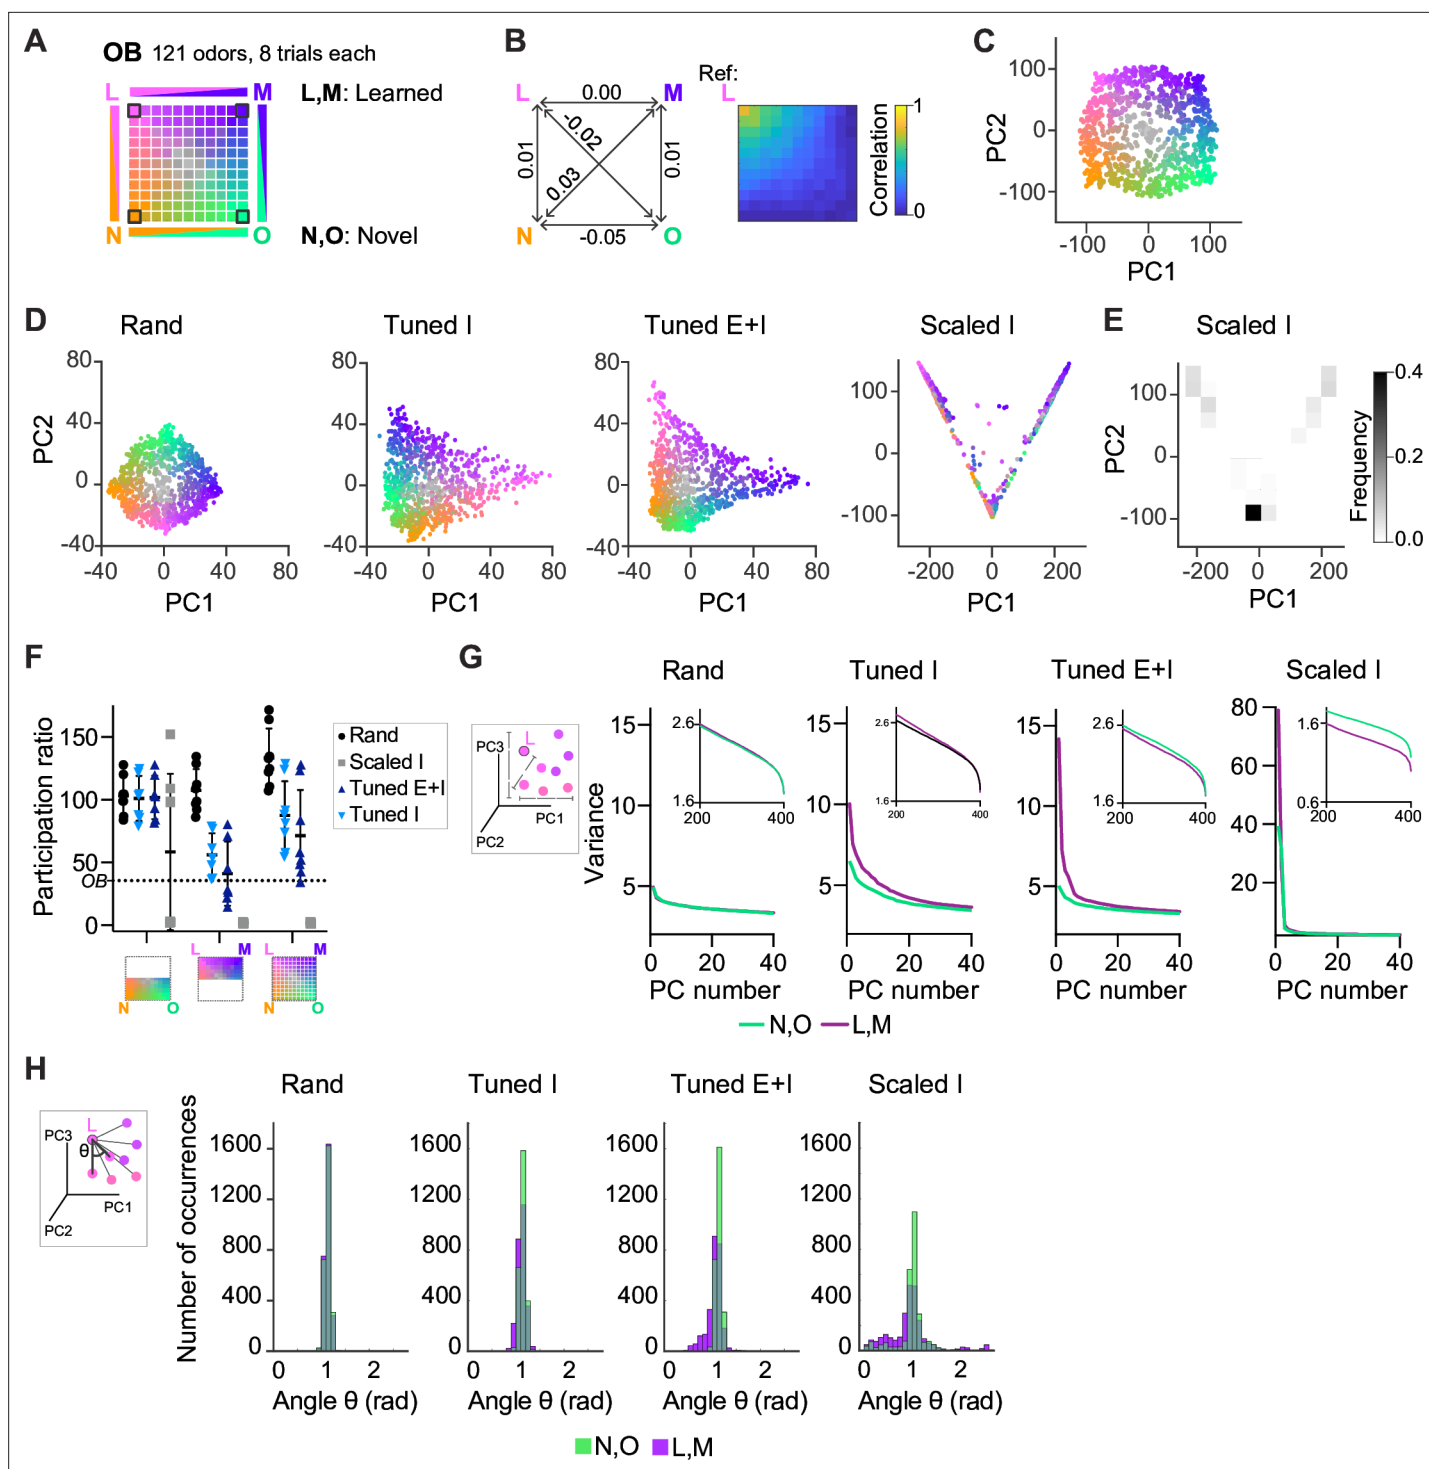 A
OB 121 odors, 8 trials each
L
M
L,M: Learned
N
O
N,O: Novel
B
L
0.00
M
-0.02
0.01
0.01
0.03
N
-0.05
O
Ref:
L
Correlation
1
0
C
PC2
100
0
-100
-100
0
100
PC1
D
Rand
PC2
80
40
0
-40
-40
0
40
80
PC1
Tuned I
80
40
0
-40
-40
0
40
80
PC1
Tuned E+I
80
40
0
-40
-40
0
40
80
PC1
Scaled I
100
0
-100
-200
0
200
PC1
E
Scaled I
PC2
100
0
-100
-200
0
200
PC1
Frequency
0.4
0.2
0.0
F
Participation ratio
150
100
50
OB
0
Rand
Scaled I
Tuned E+I
Tuned I
N
O
L
M
L
M
N
O
G
PC3
L
PC1
PC2
Variance
Rand
15
10
5
0
20
40
PC number
2.6
1.6
200
400
Tuned I
15
10
5
0
20
40
PC number
2.6
1.6
200
400
Tuned E+I
15
10
5
0
20
40
PC number
2.6
1.6
200
400
Scaled I
80
60
40
20
0
20
40
PC number
1.6
0.6
200
400
N,O
L,M
H
L
PC3
θ
PC1
PC2
Number of occurrences
Rand
1600
1200
800
400
0
0
1
2
Angle θ (rad)
Tuned I
1600
1200
800
400
0
0
1
2
Angle θ (rad)
Tuned E+I
1600
1200
800
400
0
0
1
2
Angle θ (rad)
Scaled I
1600
1200
800
400
0
0
1
2
Angle θ (rad)
N,O
L,M